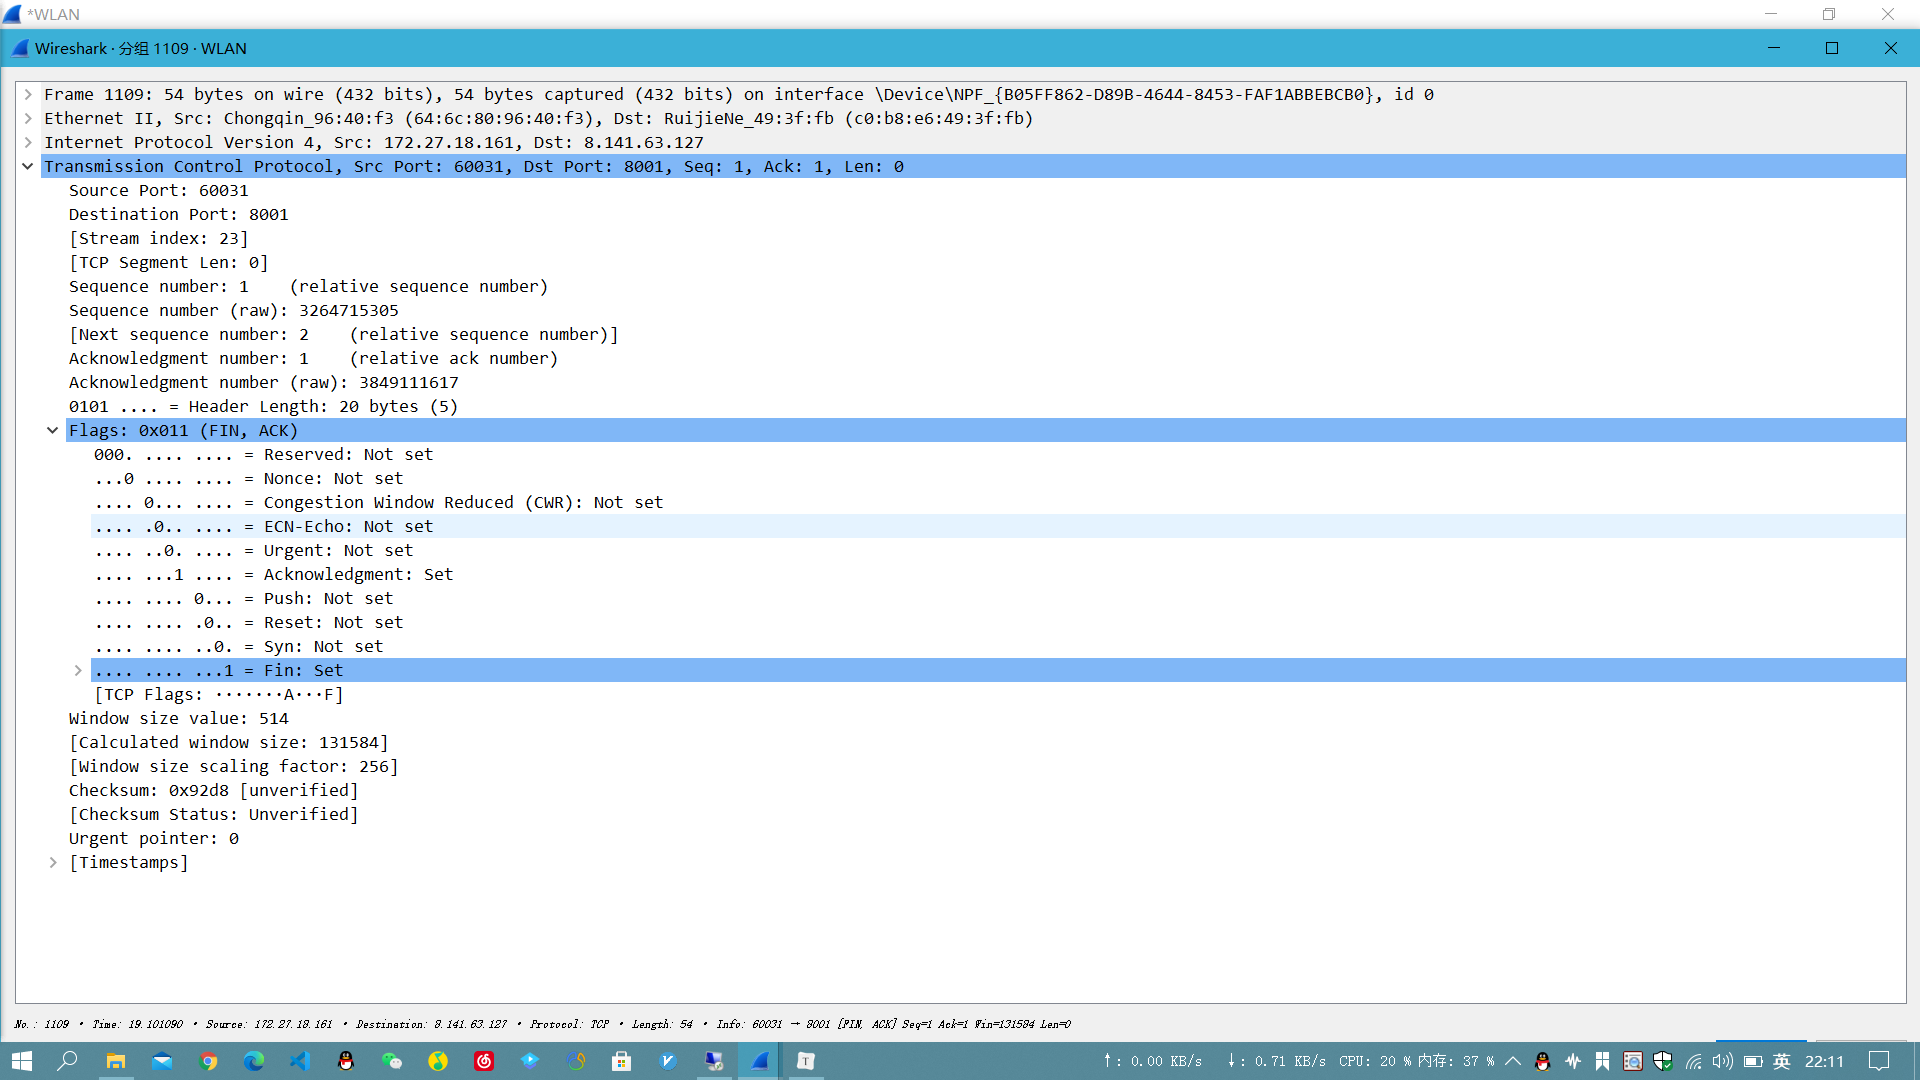 *WLAN
Wireshark · 分组 1109 · WLAN
Frame 1109: 54 bytes on wire (432 bits), 54 bytes captured (432 bits) on interface \Device\NPF_{B05FF862-D89B-4644-8453-FAF1ABBEBCB0}, id 0
Ethernet II, Src: Chongqin_96:40:f3 (64:6c:80:96:40:f3), Dst: RuijieNe_49:3f:fb (c0:b8:e6:49:3f:fb)
Internet Protocol Version 4, Src: 172.27.18.161, Dst: 8.141.63.127
Transmission Control Protocol, Src Port: 60031, Dst Port: 8001, Seq: 1, Ack: 1, Len: 0
Source Port: 60031
Destination Port: 8001
[Stream index: 23]
[TCP Segment Len: 0]
Sequence number: 1    (relative sequence number)
Sequence number (raw): 3264715305
[Next sequence number: 2    (relative sequence number)]
Acknowledgment number: 1    (relative ack number)
Acknowledgment number (raw): 3849111617
0101 .... = Header Length: 20 bytes (5)
Flags: 0x011 (FIN, ACK)
000. .... .... = Reserved: Not set
...0 .... .... = Nonce: Not set
.... 0... .... = Congestion Window Reduced (CWR): Not set
.... .0.. .... = ECN-Echo: Not set
.... ..0. .... = Urgent: Not set
.... ...1 .... = Acknowledgment: Set
.... .... 0... = Push: Not set
.... .... .0.. = Reset: Not set
.... .... ..0. = Syn: Not set
.... .... ...1 = Fin: Set
[TCP Flags: ·······A···F]
Window size value: 514
[Calculated window size: 131584]
[Window size scaling factor: 256]
Checksum: 0x92d8 [unverified]
[Checksum Status: Unverified]
Urgent pointer: 0
[Timestamps]
No.: 1109 · Time: 19.101090 · Source: 172.27.18.161 · Destination: 8.141.63.127 · Protocol: TCP · Length: 54 · Info: 60031 → 8001 [FIN, ACK] Seq=1 Ack=1 Win=131584 Len=0
↑: 0.00 KB/s ↓: 0.71 KB/s CPU: 20 % 内存: 37 % 英 22:11